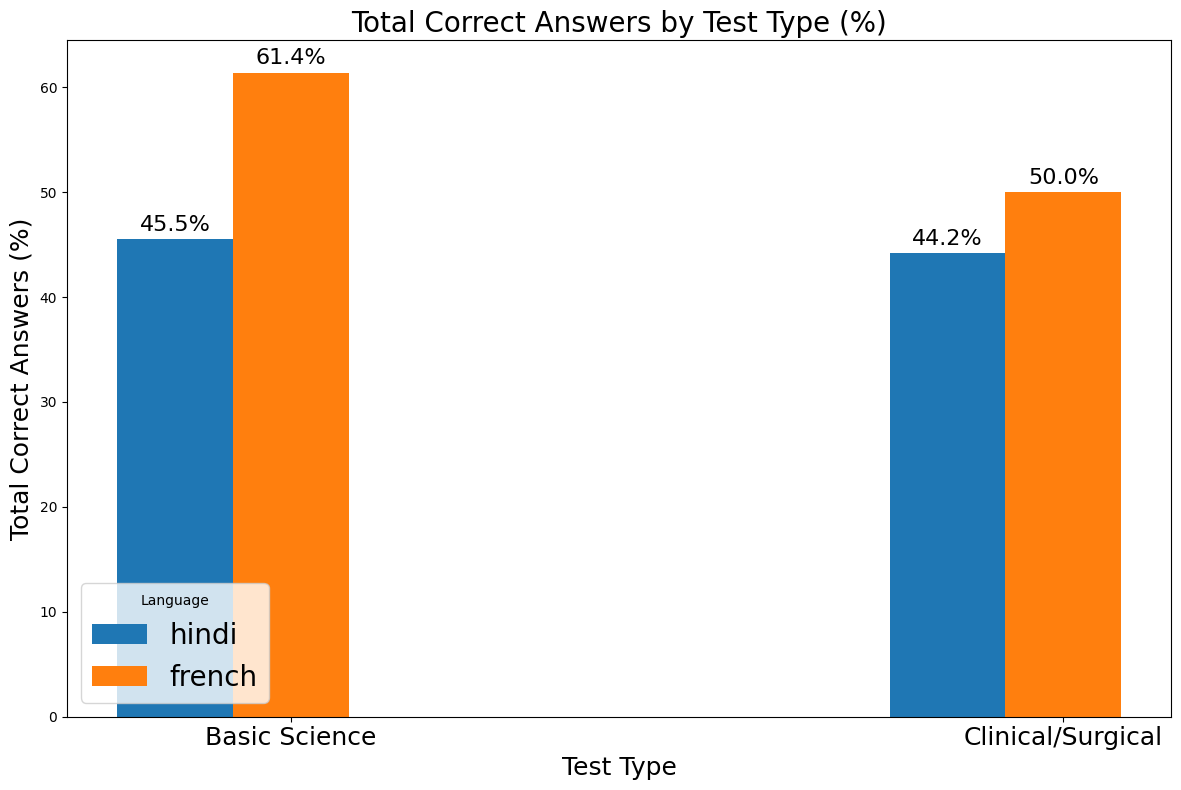 Total Correct Answers by Test Type (%)
Total Correct Answers (%)
60
50
40
30
20
10
0
61.4%
45.5%
50.0%
44.2%
Language
hindi
french
Basic Science
Clinical/Surgical
Test Type